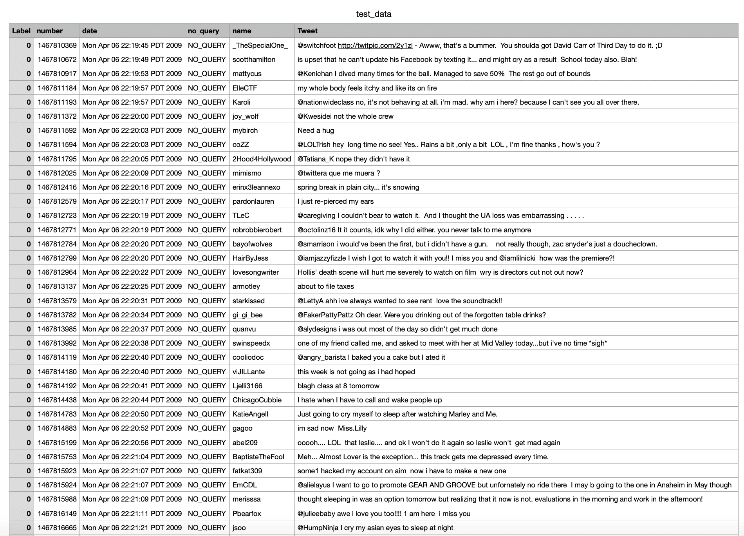 test_data
Label number date no_query name Tweet
0 1467810369 Mon Apr 06 22:19:45 PDT 2009 NO_QUERY _TheSpecialOne_ @switchfoot http://twitpic.com/2y1zl - Awww, that's a bummer. You shoulda got David Carr of Third Day to do it. ;D
0 1467810672 Mon Apr 06 22:19:49 PDT 2009 NO_QUERY scotthamilton is upset that he can't update his Facebook by texting it... and might cry as a result School today also. Blah!
0 1467810917 Mon Apr 06 22:19:53 PDT 2009 NO_QUERY mattycus @Kenichan I dived many times for the ball. Managed to save 50% The rest go out of bounds
0 1467811184 Mon Apr 06 22:19:57 PDT 2009 NO_QUERY ElleCTF my whole body feels itchy and like its on fire
0 1467811193 Mon Apr 06 22:19:57 PDT 2009 NO_QUERY Karoli @nationwideclass no, it's not behaving at all. i'm mad. why am i here? because I can't see you all over there.
0 1467811372 Mon Apr 06 22:20:00 PDT 2009 NO_QUERY joy_wolf @Kwesidei not the whole crew
0 1467811592 Mon Apr 06 22:20:03 PDT 2009 NO_QUERY mybirch Need a hug
0 1467811594 Mon Apr 06 22:20:03 PDT 2009 NO_QUERY coZZ @LOLTrish hey long time no see! Yes.. Rains a bit ,only a bit LOL , I'm fine thanks , how's you ?
0 1467811795 Mon Apr 06 22:20:05 PDT 2009 NO_QUERY 2Hood4Hollywood @Tatiana_K nope they didn't have it
0 1467812025 Mon Apr 06 22:20:09 PDT 2009 NO_QUERY mimismo @twittera que me muera ?
0 1467812416 Mon Apr 06 22:20:16 PDT 2009 NO_QUERY erinx3leannexo spring break in plain city... it's snowing
0 1467812579 Mon Apr 06 22:20:17 PDT 2009 NO_QUERY pardonlauren I just re-pierced my ears
0 1467812723 Mon Apr 06 22:20:19 PDT 2009 NO_QUERY TLeC @caregiving I couldn't bear to watch it. And I thought the UA loss was embarrassing . . . . .
0 1467812771 Mon Apr 06 22:20:19 PDT 2009 NO_QUERY robrobbierobert @octolinz16 It it counts, idk why I did either. you never talk to me anymore
0 1467812784 Mon Apr 06 22:20:20 PDT 2009 NO_QUERY bayofwolves @smarrison i would've been the first, but i didn't have a gun. not really though, zac snyder's just a doucheclown.
0 1467812799 Mon Apr 06 22:20:20 PDT 2009 NO_QUERY HairByJess @iamjazzyfizzle I wish I got to watch it with you!! I miss you and @iamlilnicki how was the premiere?!
0 1467812964 Mon Apr 06 22:20:22 PDT 2009 NO_QUERY lovesongwriter Hollis' death scene will hurt me severely to watch on film wry is directors cut not out now?
0 1467813137 Mon Apr 06 22:20:25 PDT 2009 NO_QUERY armotley about to file taxes
0 1467813579 Mon Apr 06 22:20:31 PDT 2009 NO_QUERY starkissed @LettyA ahh ive always wanted to see rent love the soundtrack!!
0 1467813782 Mon Apr 06 22:20:34 PDT 2009 NO_QUERY gi_gi_bee @FakerPattyPattz Oh dear. Were you drinking out of the forgotten table drinks?
0 1467813985 Mon Apr 06 22:20:37 PDT 2009 NO_QUERY quanvu @alydesigns i was out most of the day so didn't get much done
0 1467813992 Mon Apr 06 22:20:38 PDT 2009 NO_QUERY swinspeedx one of my friend called me, and asked to meet with her at Mid Valley today...but i've no time *sigh*
0 1467814119 Mon Apr 06 22:20:40 PDT 2009 NO_QUERY cooliodoc @angry_barista I baked you a cake but I ated it
0 1467814180 Mon Apr 06 22:20:40 PDT 2009 NO_QUERY viJILLante this week is not going as i had hoped
0 1467814192 Mon Apr 06 22:20:41 PDT 2009 NO_QUERY Ljelli3166 blagh class at 8 tomorrow
0 1467814438 Mon Apr 06 22:20:44 PDT 2009 NO_QUERY ChicagoCubbie I hate when I have to call and wake people up
0 1467814783 Mon Apr 06 22:20:50 PDT 2009 NO_QUERY KatieAngell Just going to cry myself to sleep after watching Marley and Me.
0 1467814883 Mon Apr 06 22:20:52 PDT 2009 NO_QUERY gagoo im sad now Miss.Lilly
0 1467815199 Mon Apr 06 22:20:56 PDT 2009 NO_QUERY abel209 ooooh.... LOL that leslie.... and ok I won't do it again so leslie won't get mad again
0 1467815753 Mon Apr 06 22:21:04 PDT 2009 NO_QUERY BaptisteTheFool Meh... Almost Lover is the exception... this track gets me depressed every time.
0 1467815923 Mon Apr 06 22:21:07 PDT 2009 NO_QUERY fatkat309 some1 hacked my account on aim now i have to make a new one
0 1467815924 Mon Apr 06 22:21:07 PDT 2009 NO_QUERY EmCDL @alielayus I want to go to promote GEAR AND GROOVE but unfornately no ride there I may b going to the one in Anaheim in May though
0 1467815988 Mon Apr 06 22:21:09 PDT 2009 NO_QUERY merisssa thought sleeping in was an option tomorrow but realizing that it now is not. evaluations in the morning and work in the afternoon!
0 1467816149 Mon Apr 06 22:21:11 PDT 2009 NO_QUERY Pbearfox @julieebaby awe i love you too!!!! 1 am here i miss you
0 1467816665 Mon Apr 06 22:21:21 PDT 2009 NO_QUERY jsoo @HumpNinja I cry my asian eyes to sleep at night